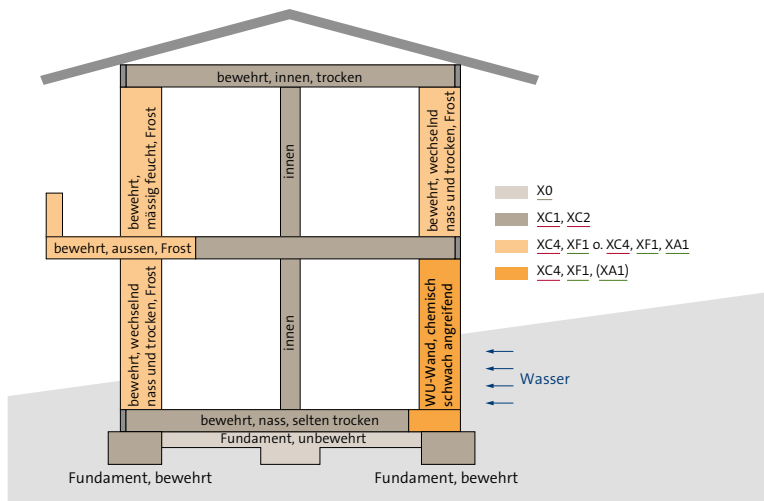 bewehrt, innen, trocken
bewehrt,
mässig feucht, Frost
innen
bewehrt, wechselnd
nass und trocken, Frost
X0
XC1, XC2
XC4, XF1 o. XC4, XF1, XA1
XC4, XF1, (XA1)
bewehrt, aussen, Frost
bewehrt, wechselnd
nass und trocken, Frost
innen
WU-Wand, chemisch
schwach angreifend
Wasser
bewehrt, nass, selten trocken
Fundament, unbewehrt
Fundament, bewehrt
Fundament, bewehrt